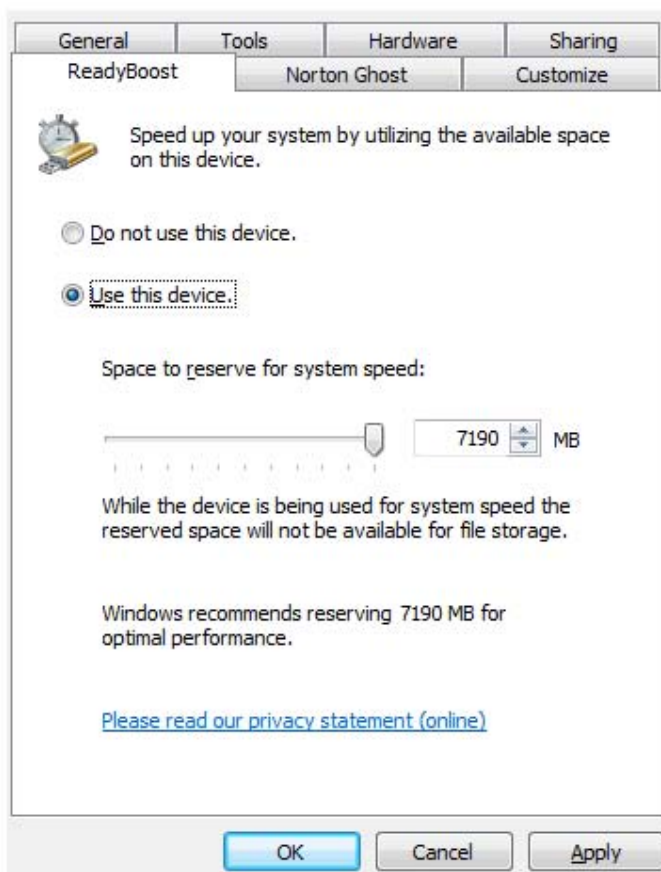 General Tools Hardware Sharing
ReadyBoost Norton Ghost Customize
Speed up your system by utilizing the available space
on this device.
Do not use this device.
Use this device.
Space to reserve for system speed:
7190 MB
While the device is being used for system speed the
reserved space will not be available for file storage.
Windows recommends reserving 7190 MB for
optimal performance.
Please read our privacy statement (online)
OK Cancel Apply